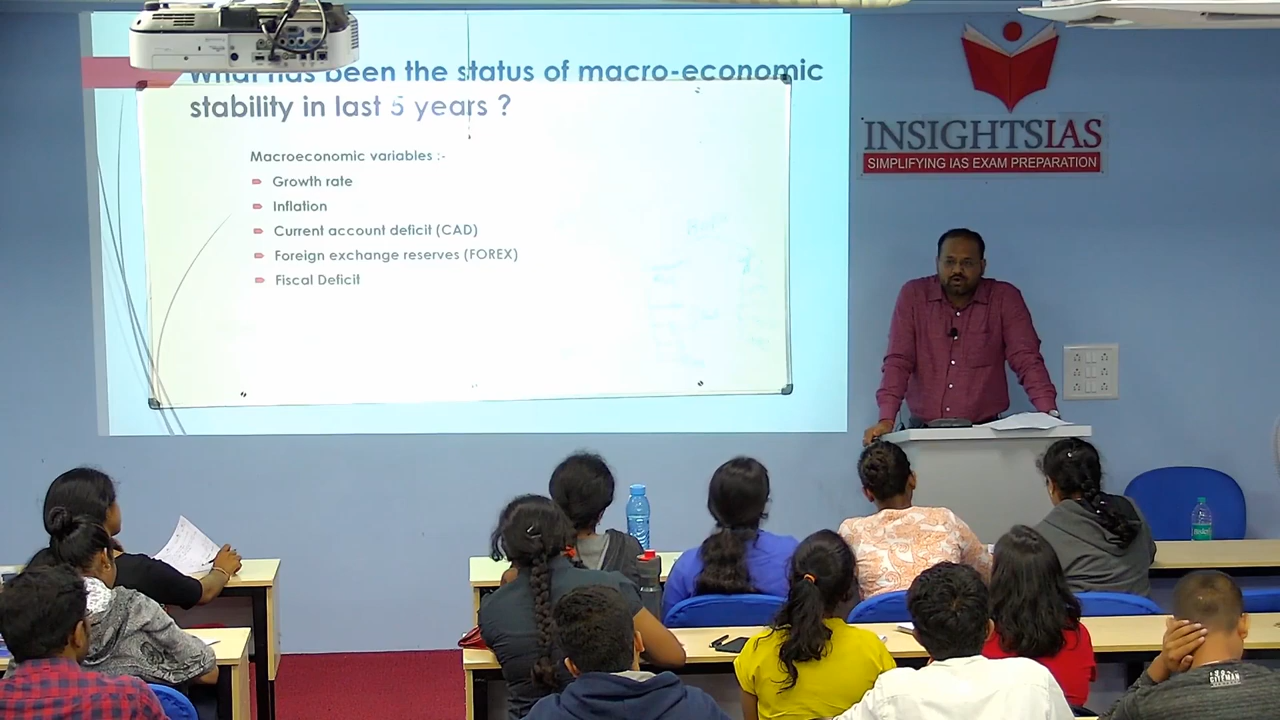 What has been the status of macro-economic
stability in last 5 years ?
Macroeconomic variables :-
Growth rate
Inflation
Current account deficit (CAD)
Foreign exchange reserves (FOREX)
Fiscal Deficit
INSIGHTSIAS
SIMPLIFYING IAS EXAM PREPARATION